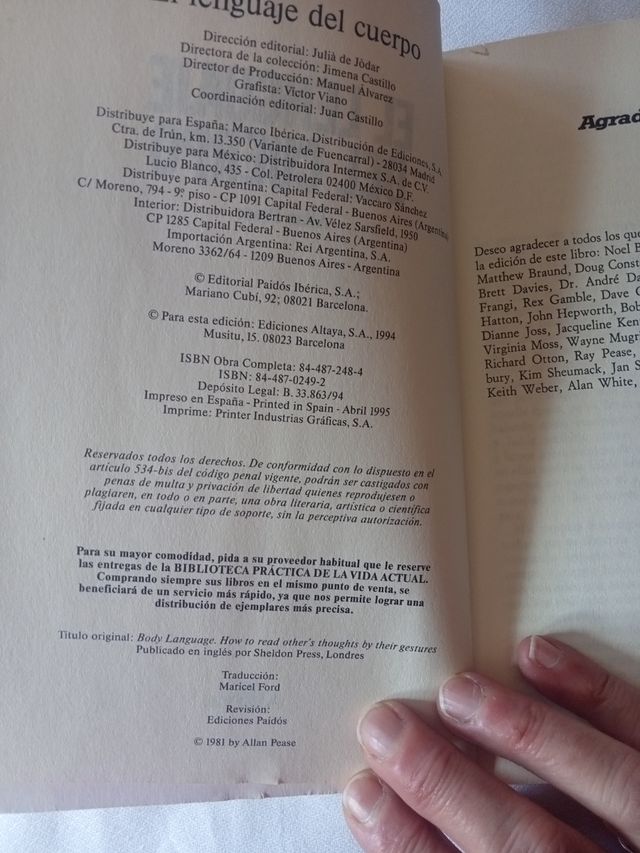 El lenguaje del cuerpo
Dirección editorial: Julià de Jòdar
Directora de la colección: Jimena Castillo
Director de Producción: Manuel Álvarez
Grafista: Víctor Viano
Coordinación editorial: Juan Castillo
Distribuye para España: Marco Ibérica. Distribución de Ediciones, S.A.
Ctra. de Irún, km. 13.350 (Variante de Fuencarral) - 28034 Madrid
Distribuye para México: Distribuidora Intermex S.A. de C.V.
Lucio Blanco, 435 - Col. Petrolera 02400 México D.F.
Distribuye para Argentina: Capital Federal: Vaccaro Sánchez
C/ Moreno, 794 - 9º piso - CP 1091 Capital Federal - Buenos Aires (Argentina)
Interior: Distribuidora Bertran - Av. Vélez Sarsfield, 1950
CP 1285 Capital Federal - Buenos Aires (Argentina)
Importación Argentina: Rei Argentina, S.A.
Moreno 3362/64 - 1209 Buenos Aires - Argentina
© Editorial Paidós Ibérica, S.A.;
Mariano Cubí, 92; 08021 Barcelona.
© Para esta edición: Ediciones Altaya, S.A., 1994
Musitu, 15. 08023 Barcelona
ISBN Obra Completa: 84-487-248-4
ISBN: 84-487-0249-2
Depósito Legal: B. 33.863/94
Impreso en España - Printed in Spain - Abril 1995
Imprime: Printer Industrias Gráficas, S.A.
Reservados todos los derechos. De conformidad con lo dispuesto en el
artículo 534-bis del código penal vigente, podrán ser castigados con
penas de multa y privación de libertad quienes reprodujesen o
plagiaren, en todo o en parte, una obra literaria, artística o científica
fijada en cualquier tipo de soporte, sin la perceptiva autorización.
Para su mayor comodidad, pida a su proveedor habitual que le reserve
las entregas de la BIBLIOTECA PRÁCTICA DE LA VIDA ACTUAL.
Comprando siempre sus libros en el mismo punto de venta, se
beneficiará de un servicio más rápido, ya que nos permite lograr una
distribución de ejemplares más precisa.
Título original: Body Language. How to read other's thoughts by their gestures
Publicado en inglés por Sheldon Press, Londres
Traducción:
Maricel Ford
Revisión:
Ediciones Paidós
© 1981 by Allan Pease
Agrad
Deseo agradecer a todos los que
la edición de este libro: Noel B
Matthew Braund, Doug Const
Brett Davies, Dr. André Da
Frangi, Rex Gamble, Dave G
Hatton, John Hepworth, Bob
Dianne Joss, Jacqueline Ken
Virginia Moss, Wayne Mugr
Richard Otton, Ray Pease,
bury, Kim Sheumack, Jan S
Keith Weber, Alan White,